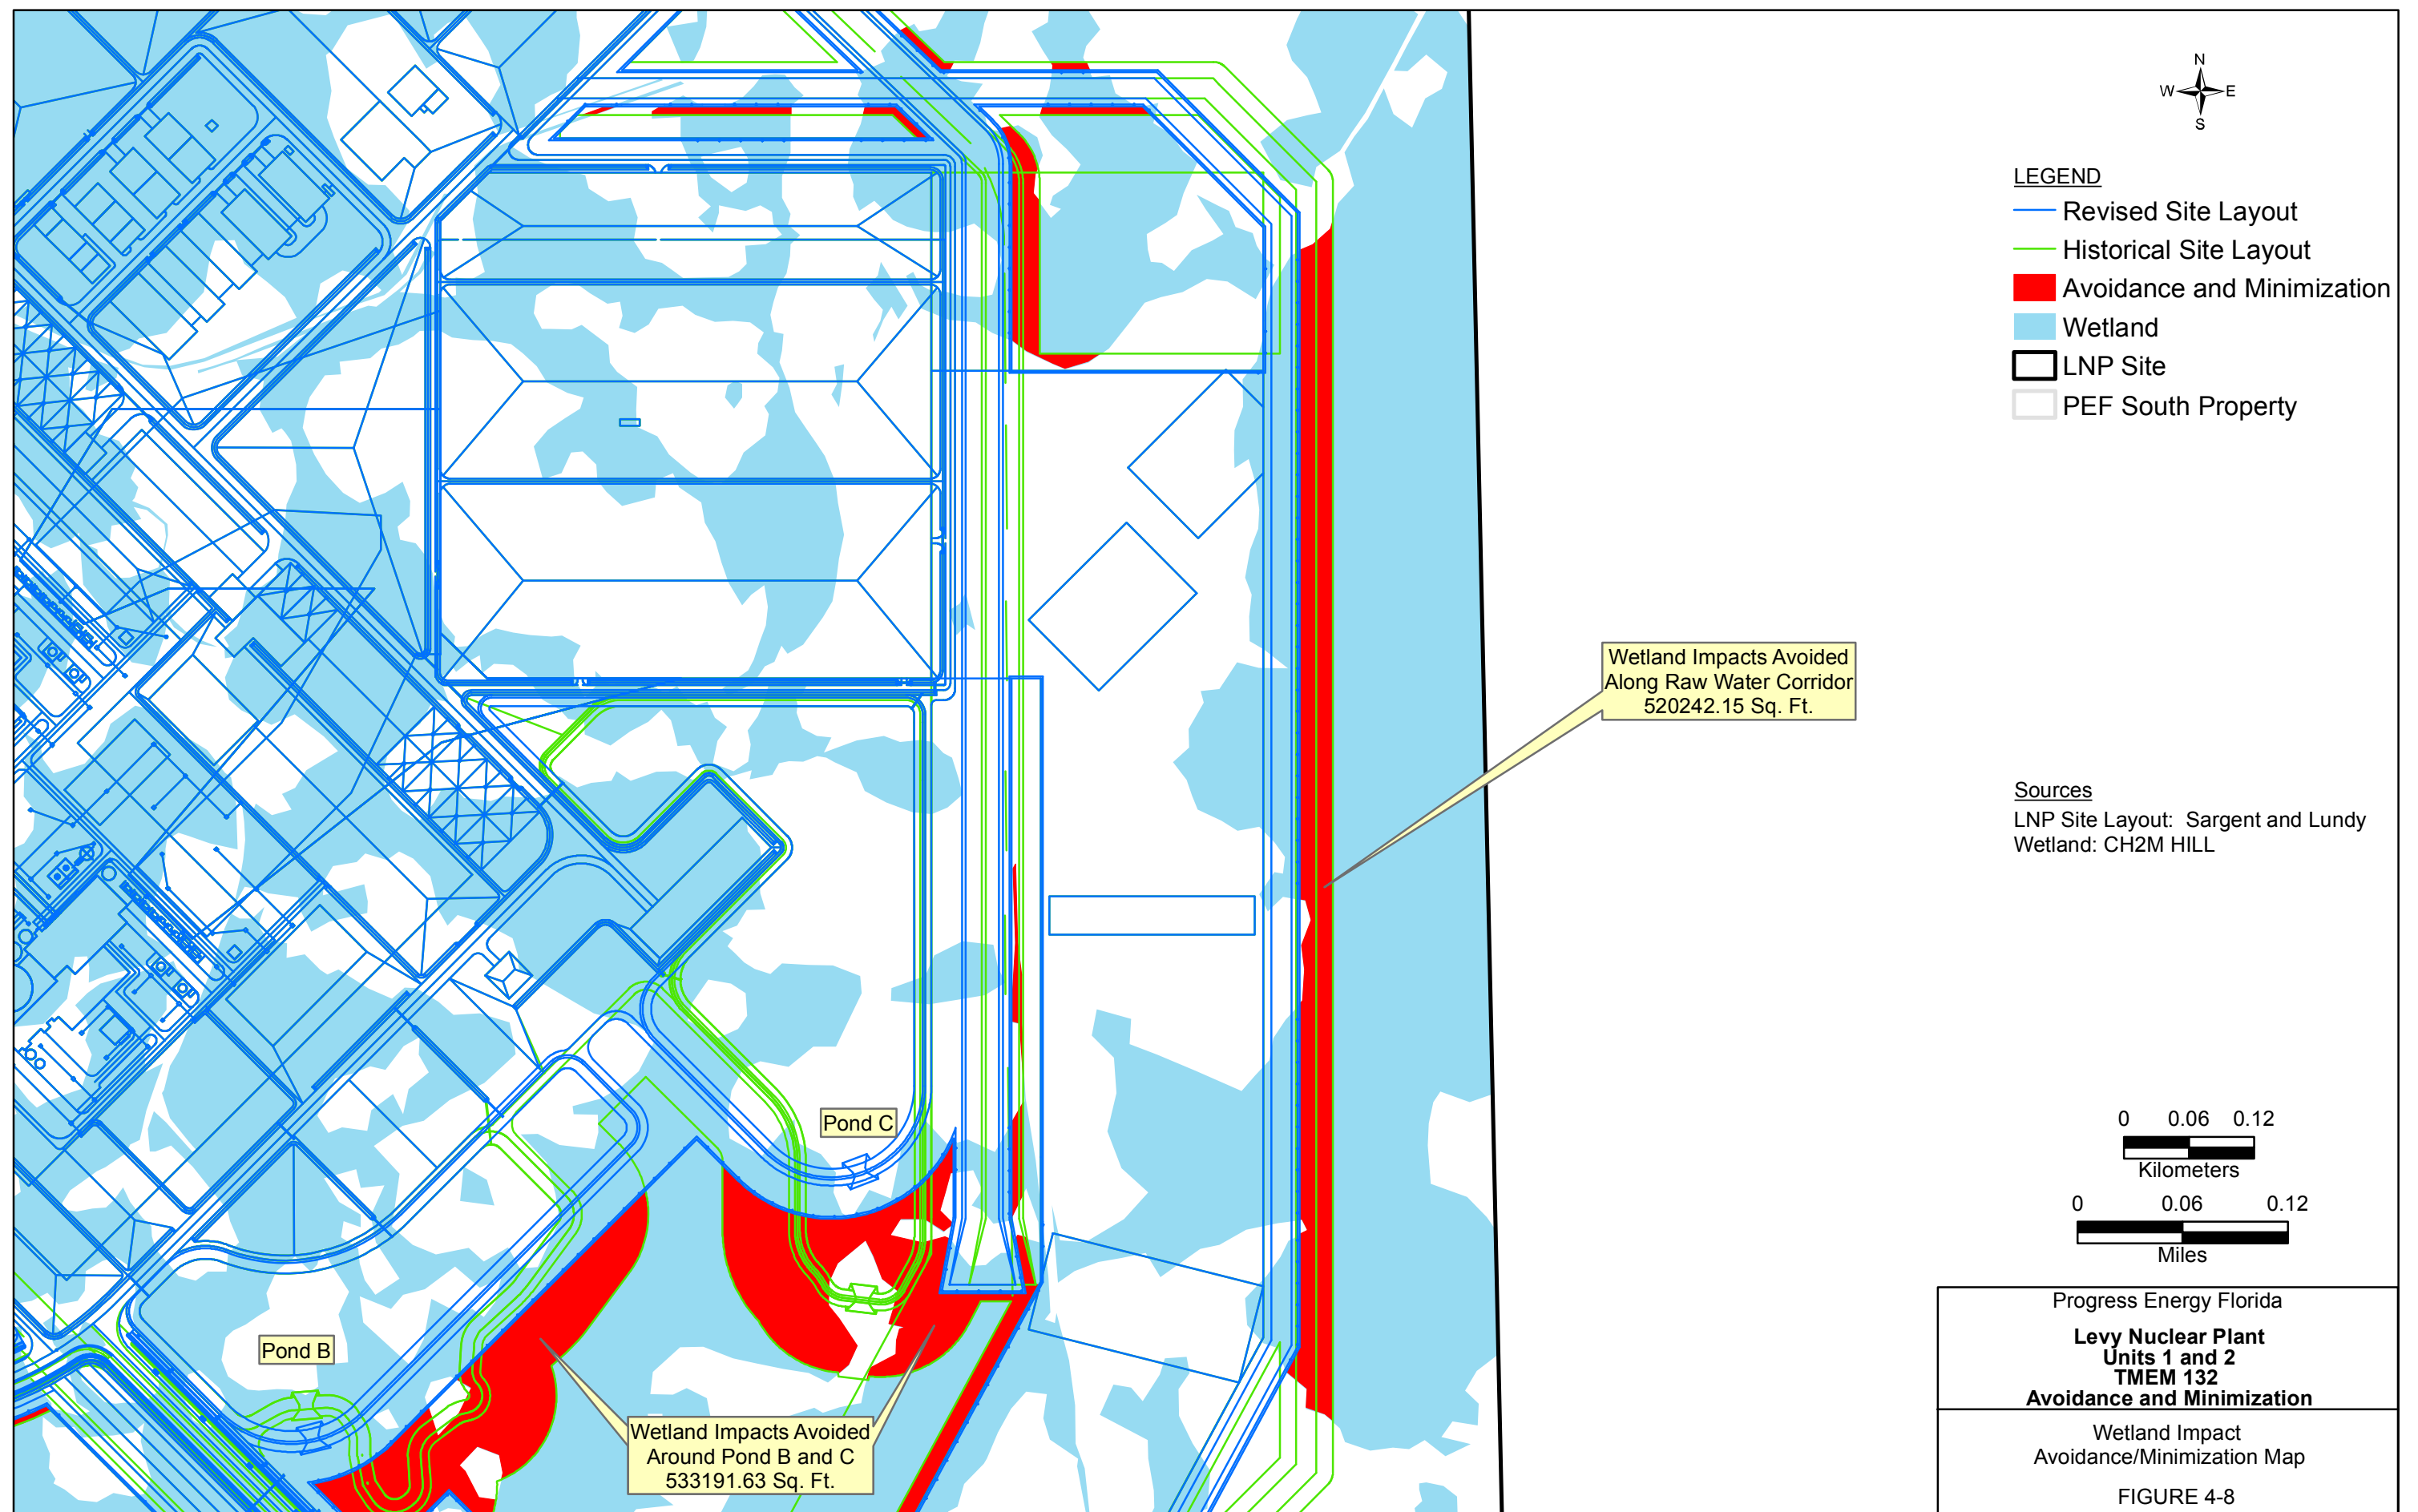 N
W E
S
LEGEND
Revised Site Layout
Historical Site Layout
Avoidance and Minimization
Wetland
LNP Site
PEF South Property
Wetland Impacts Avoided
Along Raw Water Corridor
520242.15 Sq. Ft.
Sources
LNP Site Layout: Sargent and Lundy
Wetland: CH2M HILL
Pond C
Pond B
Wetland Impacts Avoided
Around Pond B and C
533191.63 Sq. Ft.
0 0.06 0.12
Kilometers
0 0.06 0.12
Miles
Progress Energy Florida
Levy Nuclear Plant
Units 1 and 2
TMEM 132
Avoidance and Minimization
Wetland Impact
Avoidance/Minimization Map
FIGURE 4-8